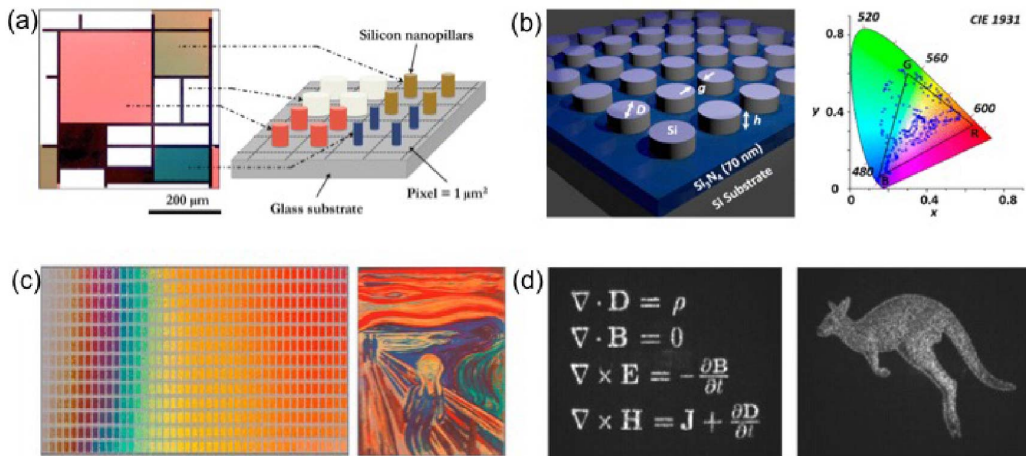 (a)
Silicon nanopillars
Pixel = 1 μm²
Glass substrate
200 μm
(b)
D
g
h
Si
Si₃N₄ (70 nm)
Si Substrate
CIE 1931
520
0.8
560
G
y
0.4
600
R
480
B
0
0
0.4
0.8
x
(c)
(d)
∇ · D = ρ
∇ · B = 0
∇ × E = −∂B/∂t
∇ × H = J + ∂D/∂t